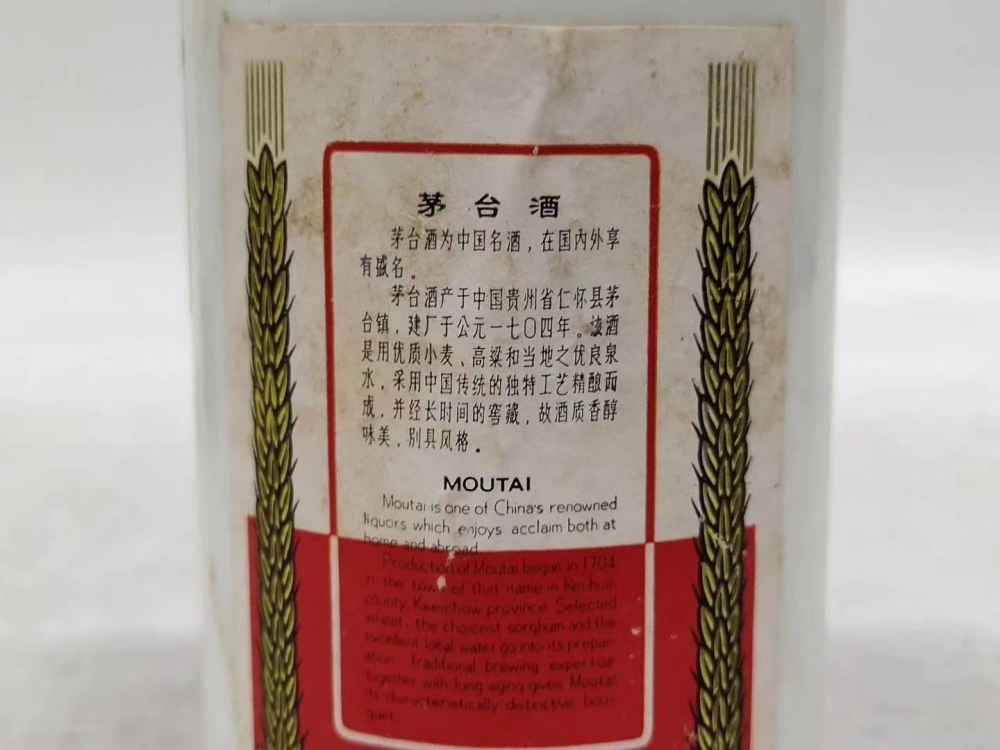 茅台酒
茅台酒为中国名酒，在国内外享
有盛名。
茅台酒产于中国贵州省仁怀县茅
台镇，建厂于公元一七〇四年。该酒
是用优质小麦、高粱和当地之优良泉
水，采用中国传统的独特工艺精酿而
成，并经长时间的窖藏，故酒质香醇
味美，别具风格。
MOUTAI
Moutai is one of China's renowned
liquors which enjoys acclaim both at
home and abroad.
Production of Moutai began in 1704
in the town of that name in Renhuai
county, Kweichow province. Selected
wheat, the choicest sorghum and the
excellent local water go into its prepar-
ation. Traditional brewing expertise
together with long aging gives Moutai
its characteristically distinctive bou-
quet.